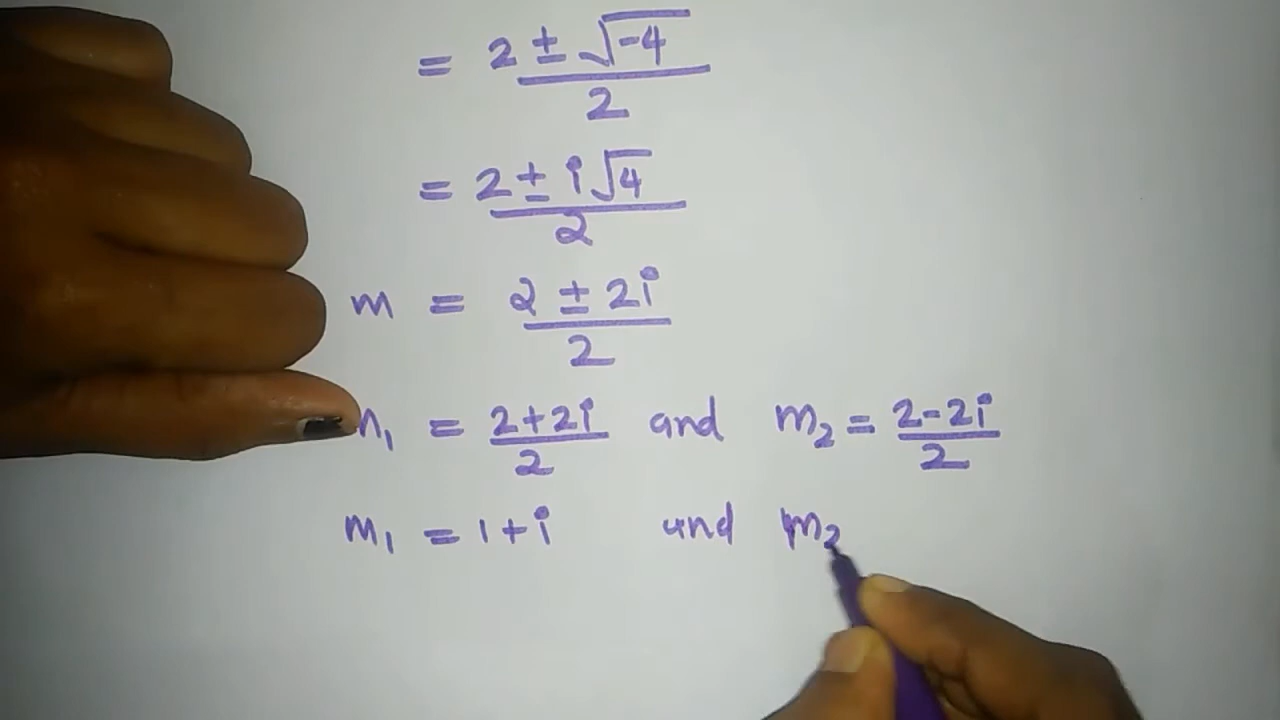 = 2 ± √-4 / 2
= 2 ± i√4 / 2
m = 2 ± 2i / 2
m₁ = 2+2i / 2 and m₂ = 2-2i / 2
m₁ = 1+i and m₂